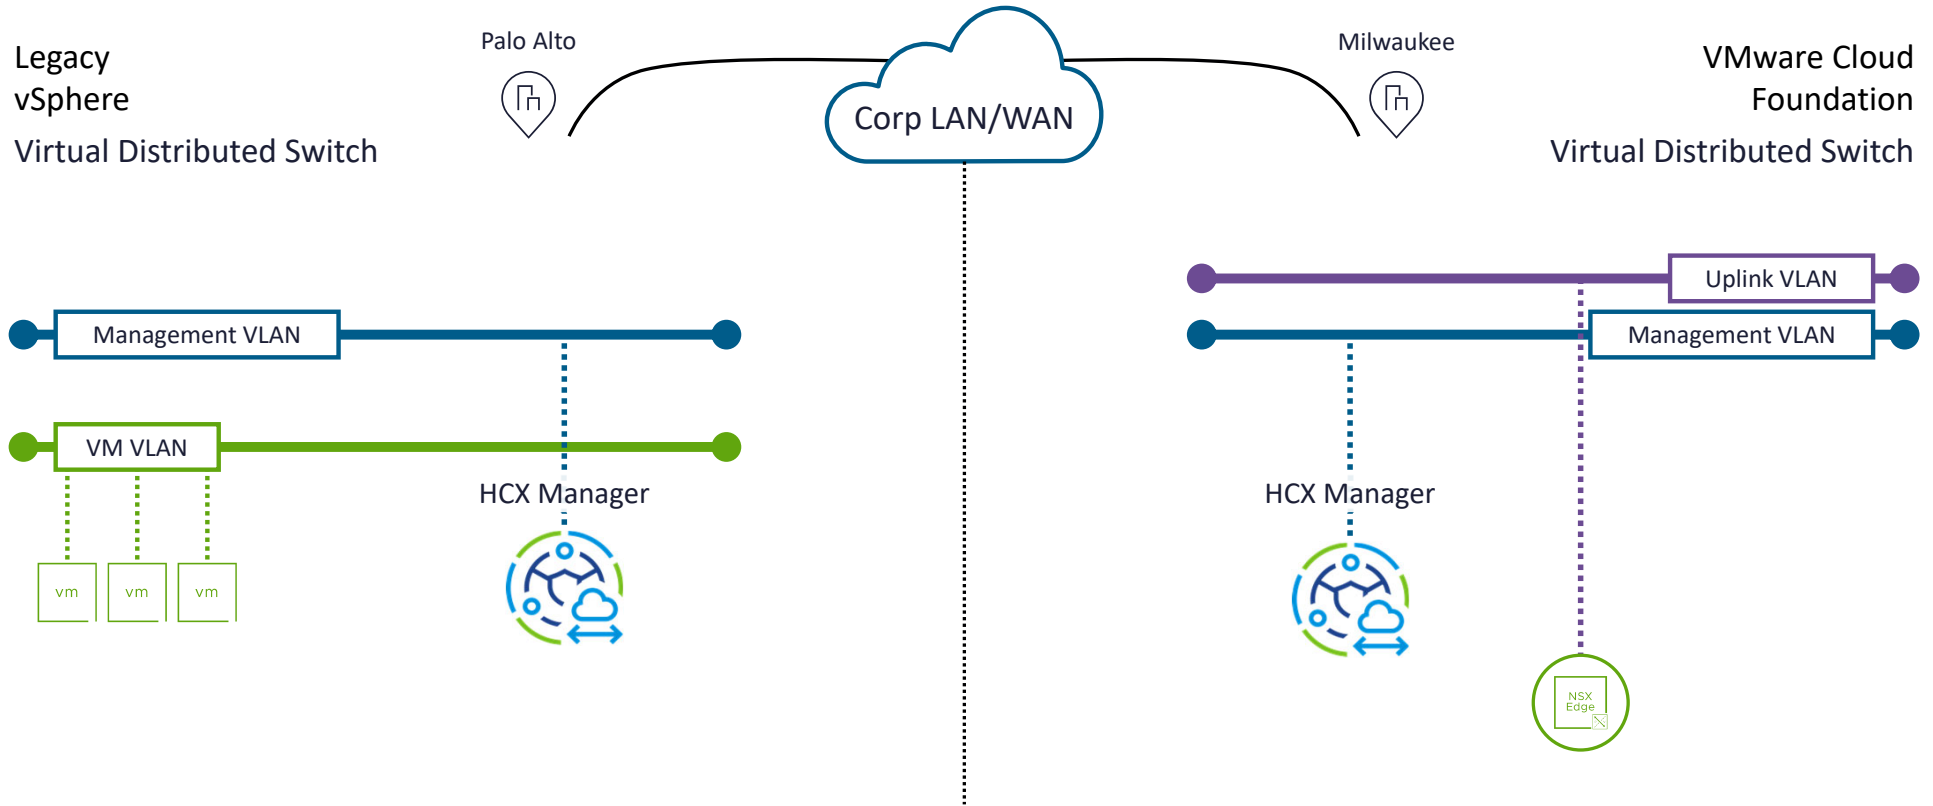 Legacy
vSphere
Virtual Distributed Switch
Palo Alto
Corp LAN/WAN
Milwaukee
VMware Cloud
Foundation
Virtual Distributed Switch
Management VLAN
VM VLAN
vm
vm
vm
HCX Manager
Uplink VLAN
Management VLAN
HCX Manager
NSX
Edge